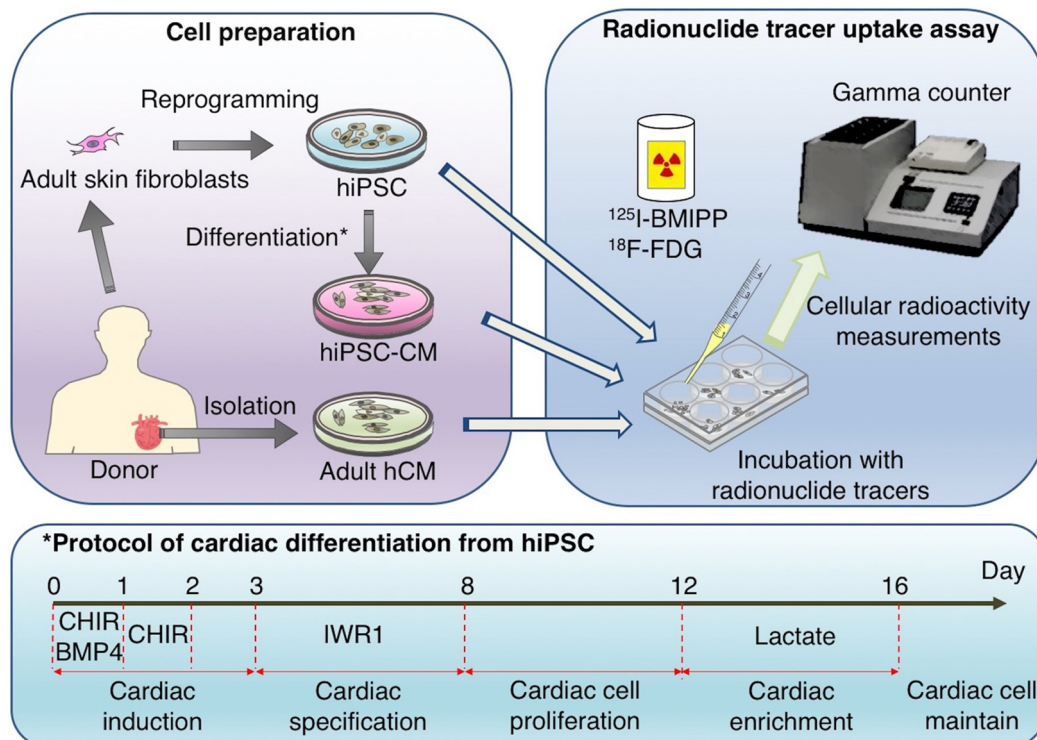 Cell preparation
Reprogramming
Adult skin fibroblasts
hiPSC
Differentiation*
hiPSC-CM
Isolation
Donor
Adult hCM
Radionuclide tracer uptake assay
Gamma counter
¹²⁵I-BMIPP
¹⁸F-FDG
Cellular radioactivity
measurements
Incubation with
radionuclide tracers
*Protocol of cardiac differentiation from hiPSC
0 1 2 3 8 12 16 Day
CHIR
BMP4
CHIR
IWR1
Lactate
Cardiac
induction
Cardiac
specification
Cardiac cell
proliferation
Cardiac
enrichment
Cardiac cell
maintain